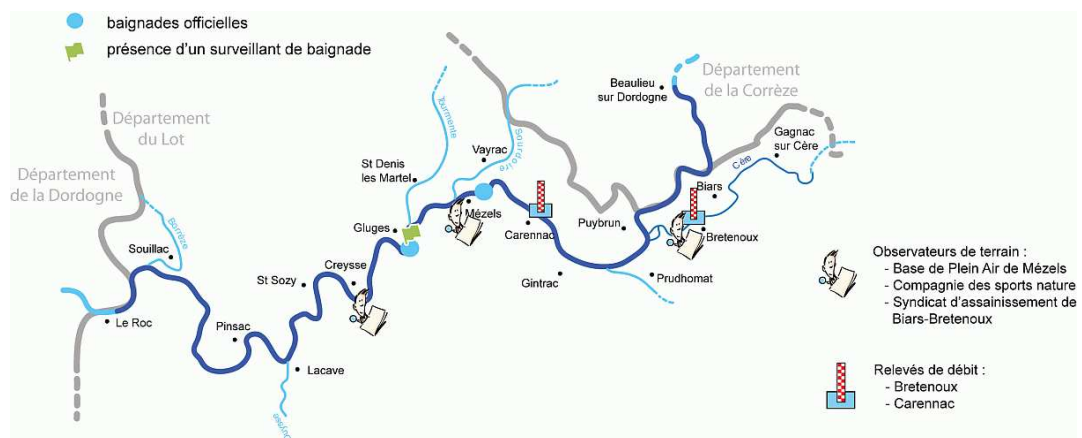 baignades officielles
présence d'un surveillant de baignade
Département
du Lot
Département
de la Dordogne
Département
de la Corrèze
Beaulieu
sur Dordogne
Gagnac
sur Cère
Cère
Tourmente
Sourdoire
Vayrac
St Denis
les Martel
Biars
Mézels
Gluges
Carennac
Puybrun
Bretenoux
Borrèze
Souillac
Creysse
St Sozy
Gintrac
Prudhomat
Le Roc
Pinsac
Lacave
Observateurs de terrain :
- Base de Plein Air de Mézels
- Compagnie des sports nature
- Syndicat d'assainissement de
Biars-Bretenoux
Relevés de débit :
- Bretenoux
- Carennac